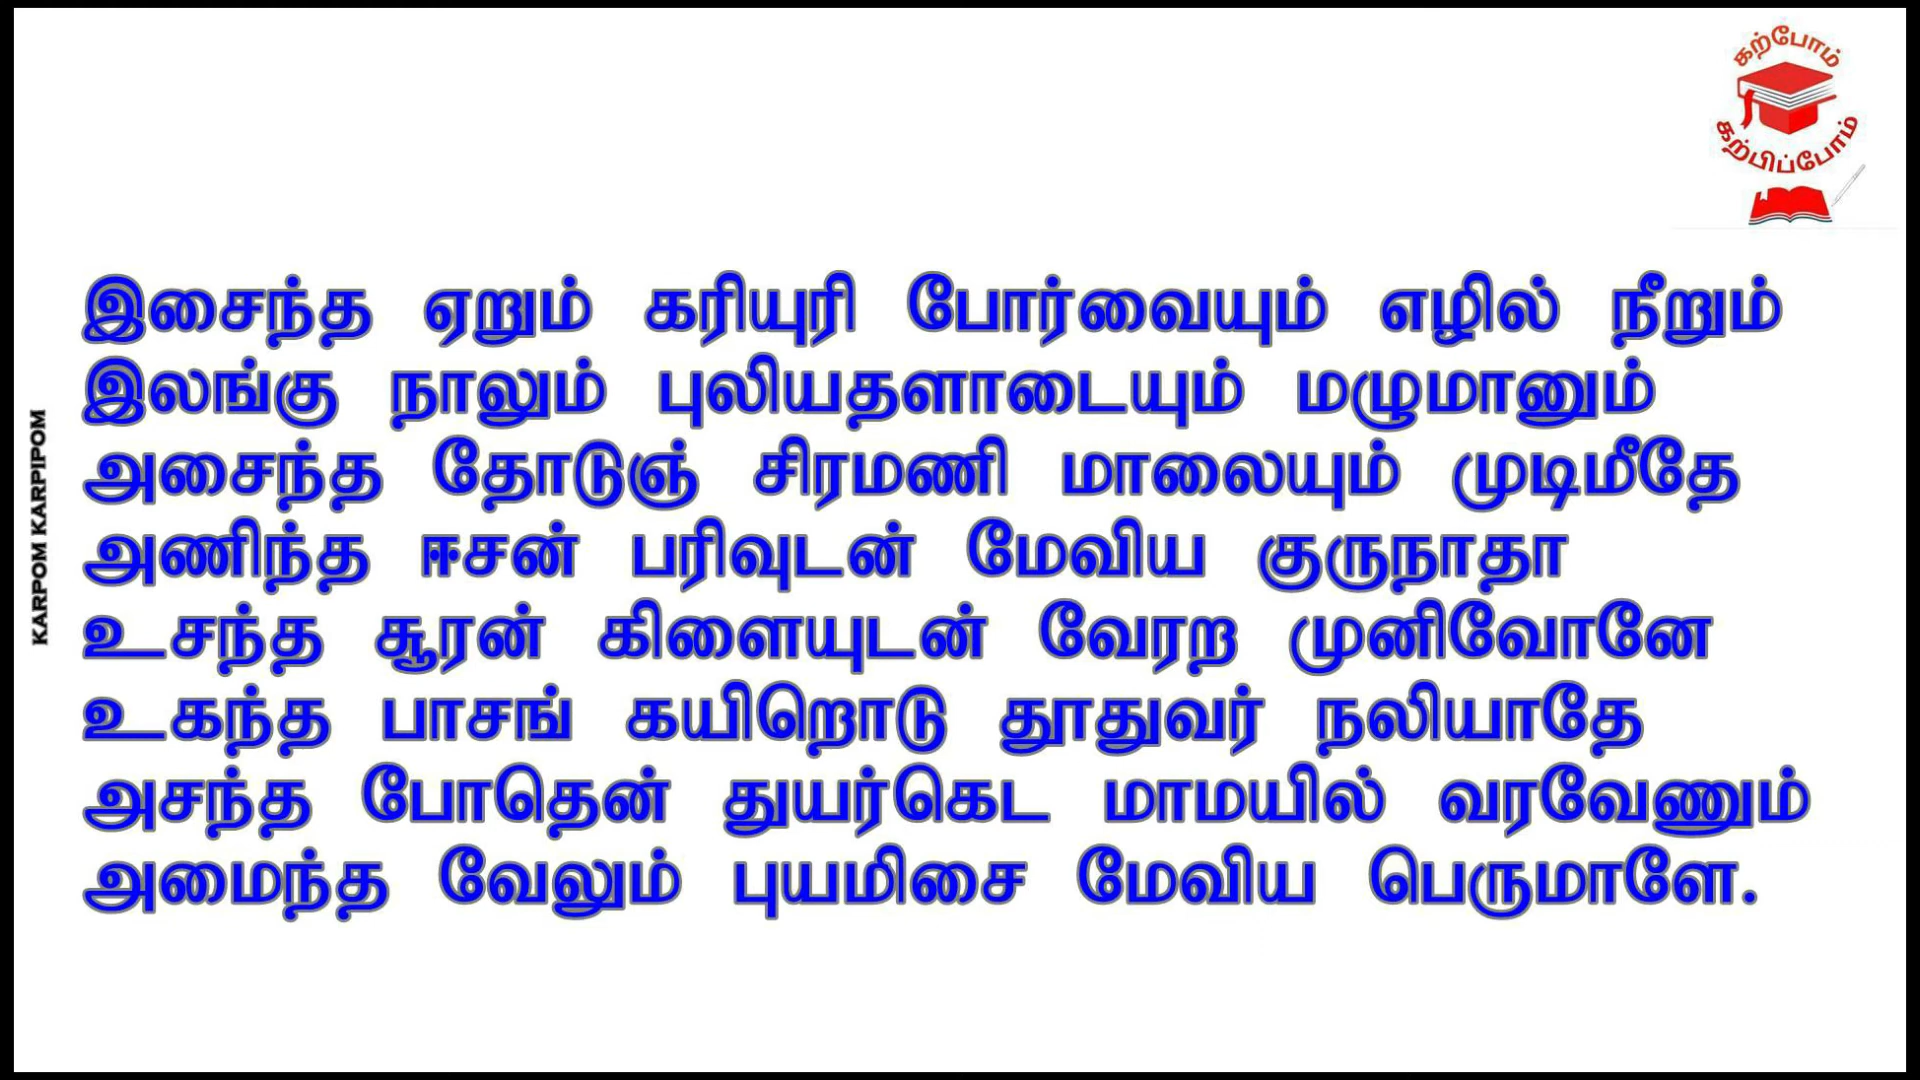 கற்போம்
கற்பிப்போம்
KARPOM KARPIPOM
இசைந்த ஏறும் கரியுரி போர்வையும் எழில் நீறும்
இலங்கு நாலும் புலியதளாடையும் மழுமானும்
அசைந்த தோடுஞ் சிரமணி மாலையும் முடிமீதே
அணிந்த ஈசன் பரிவுடன் மேவிய குருநாதா
உசந்த சூரன் கிளையுடன் வேரற முனிவோனே
உகந்த பாசங் கயிறொடு தூதுவர் நலியாதே
அசந்த போதென் துயர்கெட மாமயில் வரவேணும்
அமைந்த வேலும் புயமிசை மேவிய பெருமாளே.